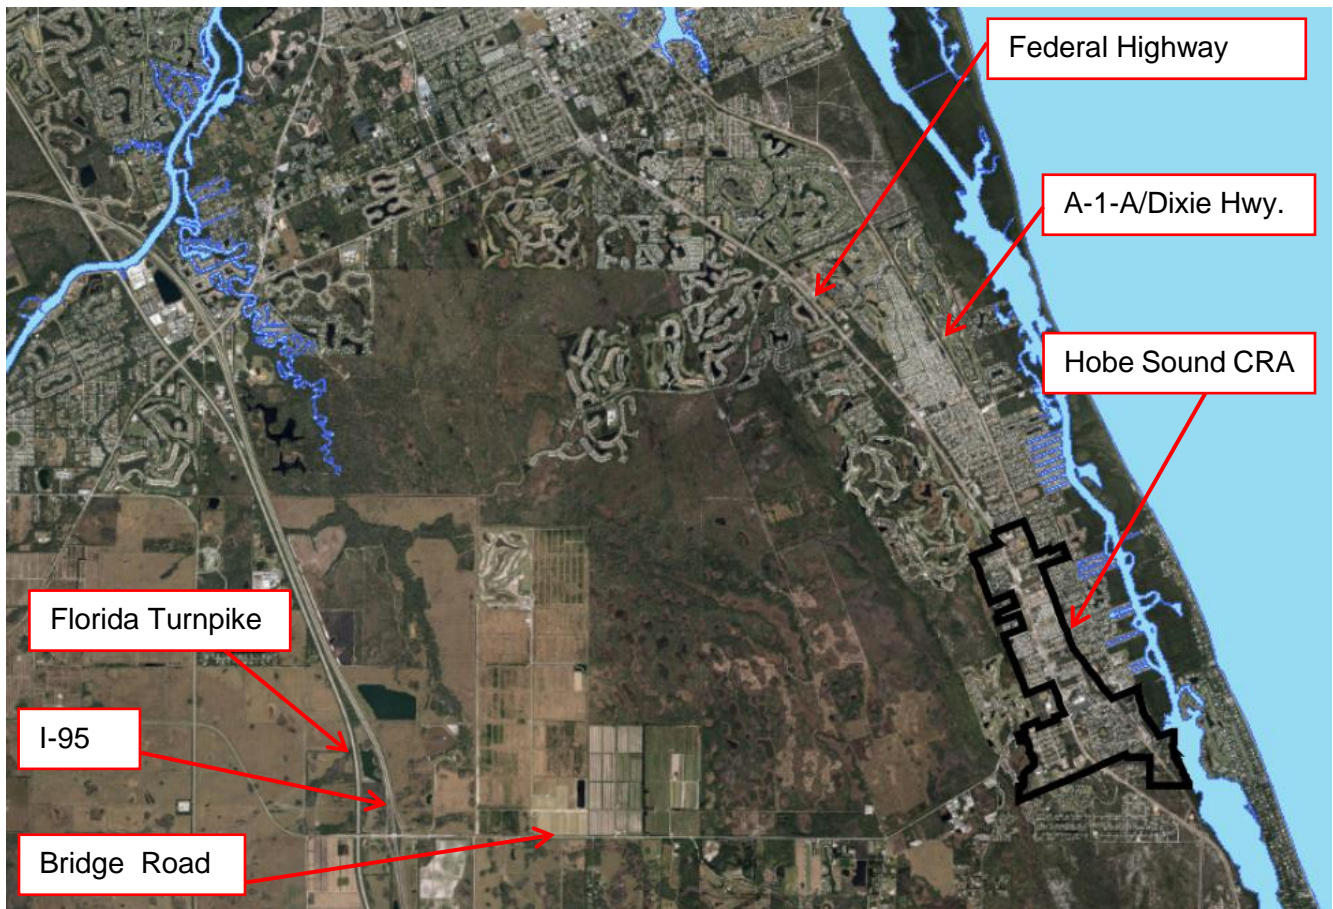 Federal Highway
A-1-A/Dixie Hwy.
Hobe Sound CRA
Florida Turnpike
I-95
Bridge Road